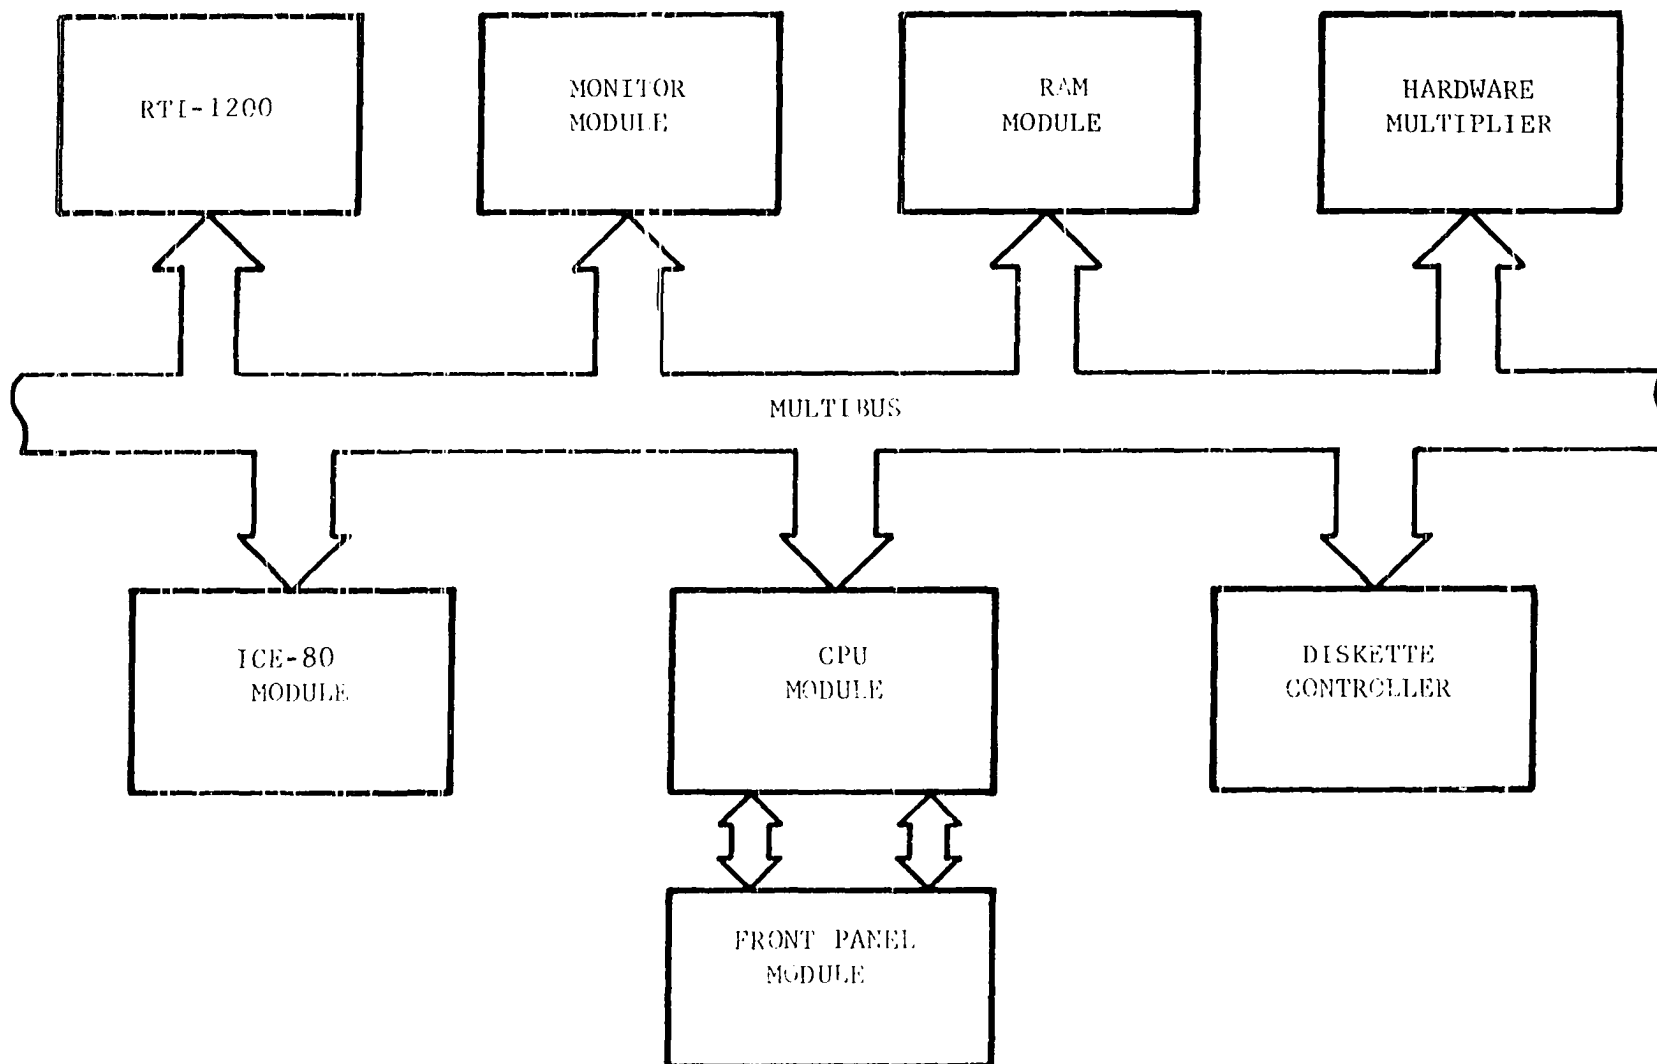 RTI-1200
MONITOR
MODULE
RAM
MODULE
HARDWARE
MULTIPLIER
MULTIBUS
ICE-80
MODULE
CPU
MODULE
DISKETTE
CONTROLLER
FRONT PANEL
MODULE